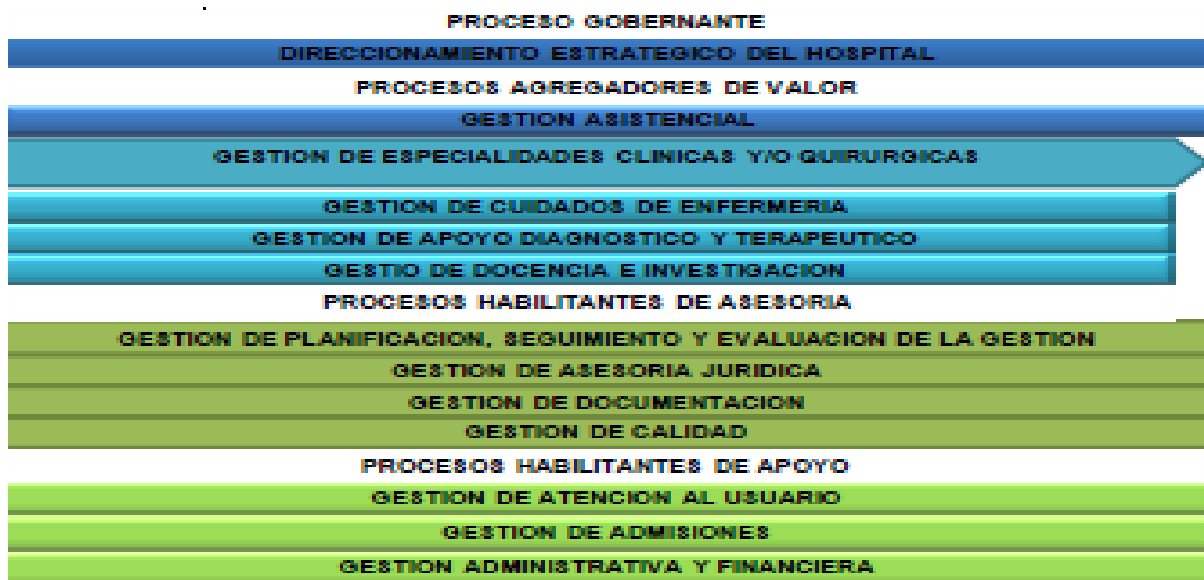 PROCESO GOBERNANTE
DIRECCIONAMIENTO ESTRATEGICO DEL HOSPITAL
PROCESOS AGREGADORES DE VALOR
GESTION ASISTENCIAL
GESTION DE ESPECIALIDADES CLINICAS Y/O QUIRURGICAS
GESTION DE CUIDADOS DE ENFERMERIA
GESTION DE APOYO DIAGNOSTICO Y TERAPEUTICO
GESTIO DE DOCENCIA E INVESTIGACION
PROCESOS HABILITANTES DE ASESORIA
GESTION DE PLANIFICACION, SEGUIMIENTO Y EVALUACION DE LA GESTION
GESTION DE ASESORIA JURIDICA
GESTION DE DOCUMENTACION
GESTION DE CALIDAD
PROCESOS HABILITANTES DE APOYO
GESTION DE ATENCION AL USUARIO
GESTION DE ADMISIONES
GESTION ADMINISTRATIVA Y FINANCIERA